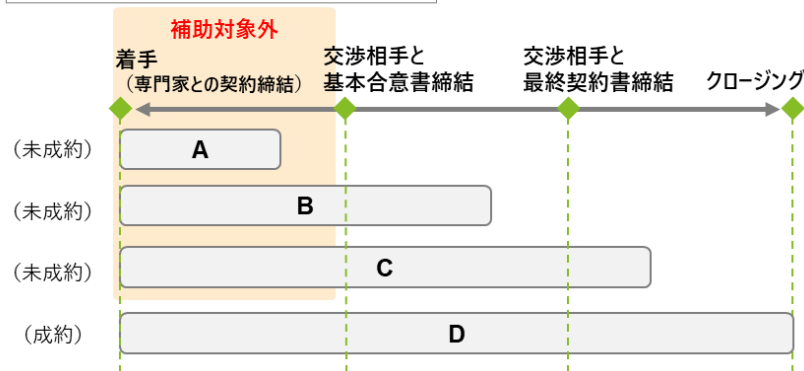 補助対象外
着手
（専門家との契約締結）
交渉相手と
基本合意書締結
交渉相手と
最終契約書締結
クロージング
（未成約）
A
（未成約）
B
（未成約）
C
（成約）
D